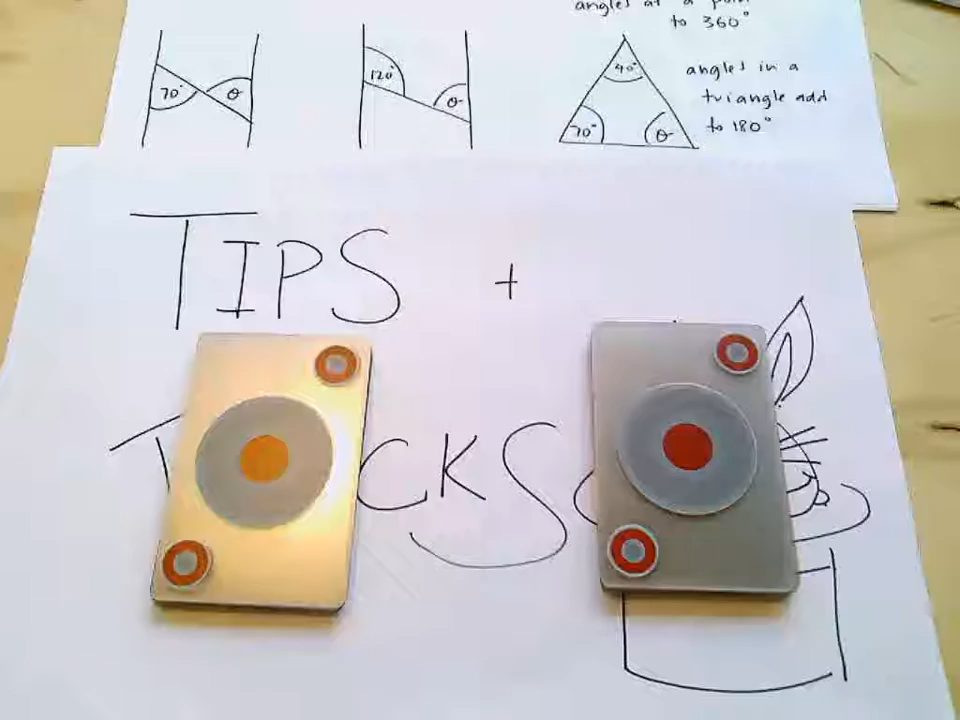 angles at a point
to 360°
70° θ
120° θ
40°
70° θ
angles in a
triangle add
to 180°
TIPS +
CKS